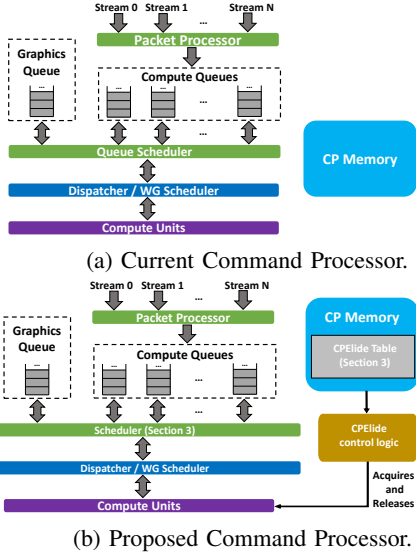 Stream 0 Stream 1 ... Stream N
Packet Processor
Graphics
Queue
Compute Queues
...
... ... ... ...
...
Queue Scheduler
Dispatcher / WG Scheduler
Compute Units
CP Memory
(a) Current Command Processor.
Stream 0 Stream 1 ... Stream N
Packet Processor
Graphics
Queue
Compute Queues
...
... ... ... ...
...
Scheduler (Section 3)
Dispatcher / WG Scheduler
Compute Units
CP Memory
CPElide Table
(Section 3)
CPElide
control logic
Acquires
and
Releases
(b) Proposed Command Processor.